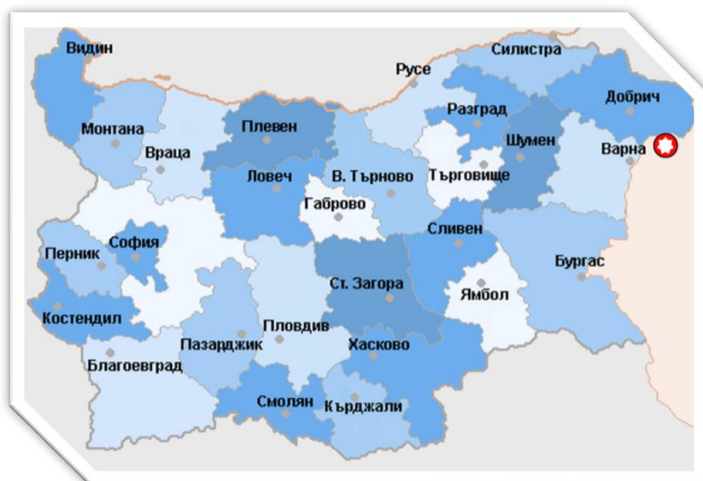 Видин
Силистра
Русе
Добрич
Разград
Монтана
Плевен
Шумен
Враца
Варна
Ловеч
В. Търново
Търговище
Габрово
Сливен
София
Перник
Бургас
Ст. Загора
Ямбол
Костендил
Пловдив
Пазарджик
Хасково
Благоевград
Смолян
Кърджали